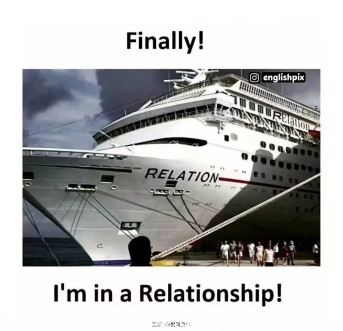 Finally!
englishpix
RELATION
I'm in a Relationship!